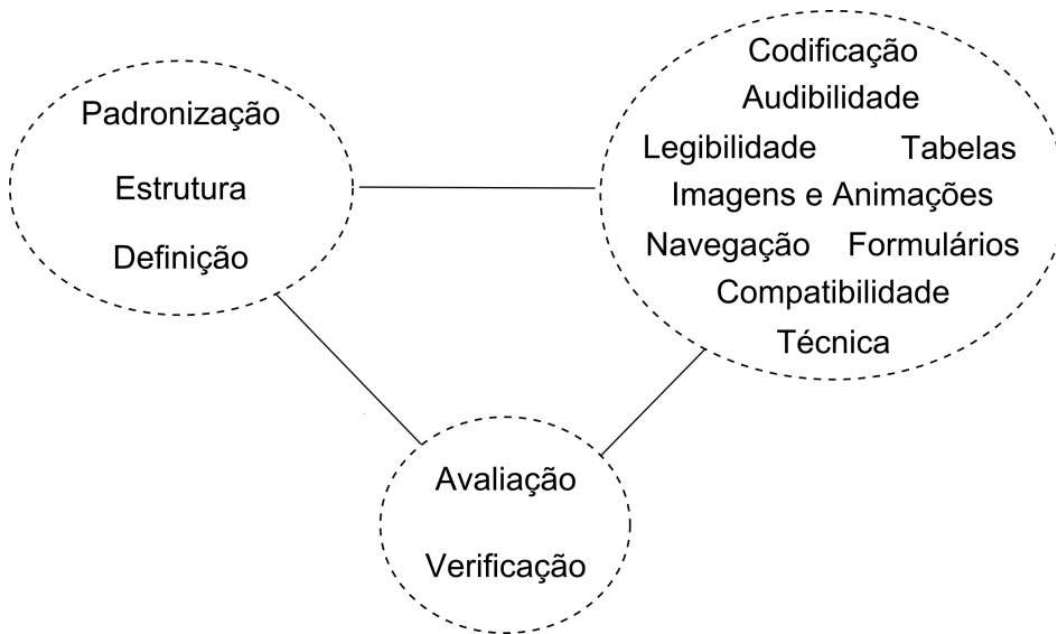 Padronização
Estrutura
Definição
Codificação
Audibilidade
Legibilidade Tabelas
Imagens e Animações
Navegação Formulários
Compatibilidade
Técnica
Avaliação
Verificação